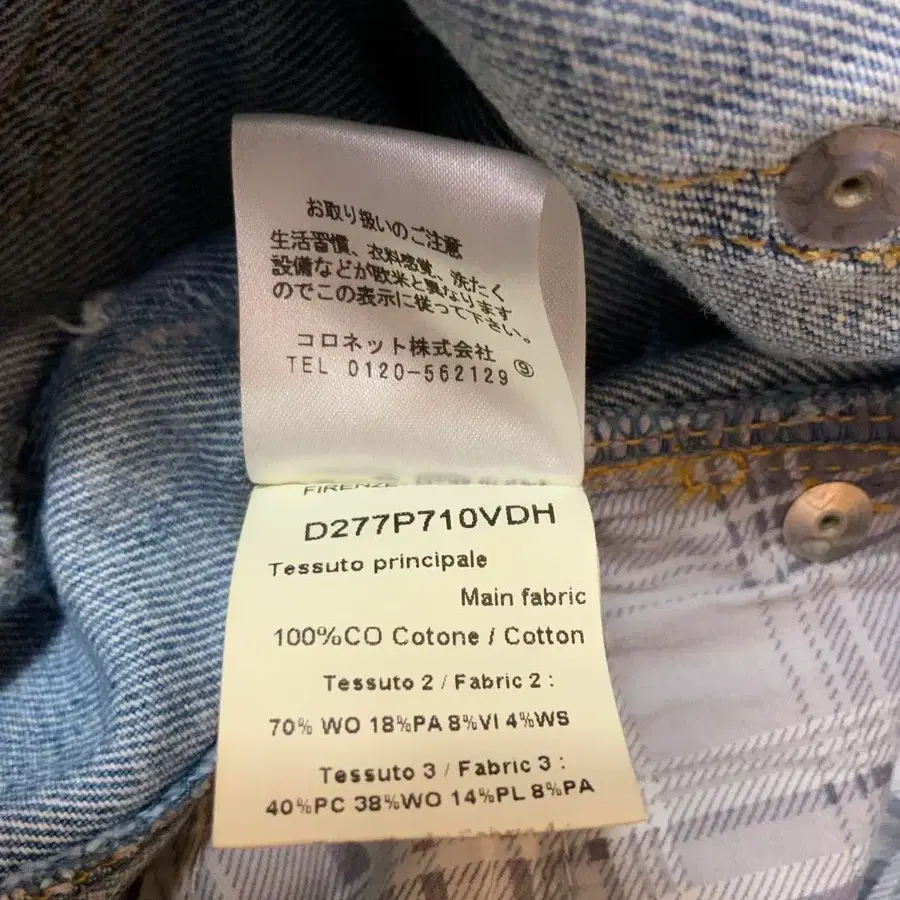 お取り扱いのご注意
生活習慣、衣料感覚、洗たく
設備などが欧米と異なります
のでこの表示に従って下さい。
コロネット株式会社
TEL 0120-562129 ⑨
FIRENZE
D277P710VDH
Tessuto principale
Main fabric
100%CO Cotone / Cotton
Tessuto 2 / Fabric 2 :
70% WO 18%PA 8%VI 4%WS
Tessuto 3 / Fabric 3 :
40%PC 38%WO 14%PL 8%PA